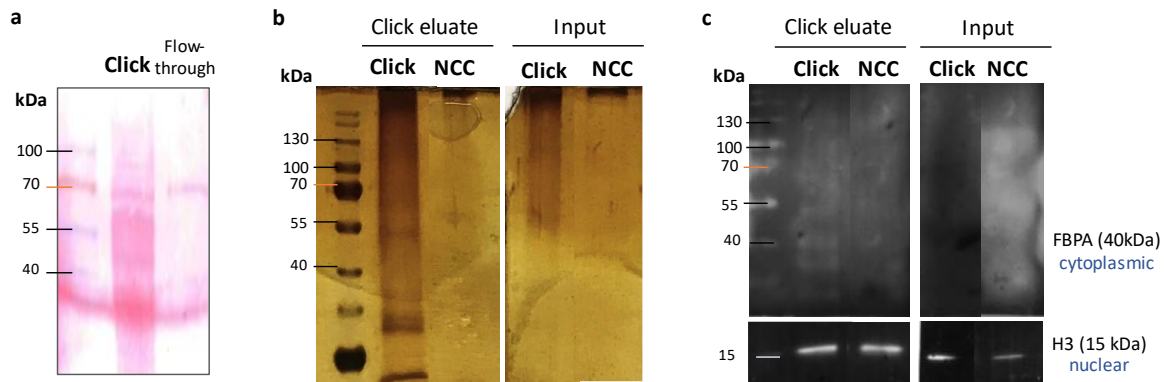 a
Click
Flow-
through
kDa
100
70
55
40
b
Click eluate Input
kDa Click NCC Click NCC
130
100
70
55
40
c
Click eluate Input
kDa Click NCC Click NCC
130
100
70
55
40
FBPA (40kDa)
cytoplasmic
15
H3 (15 kDa)
nuclear